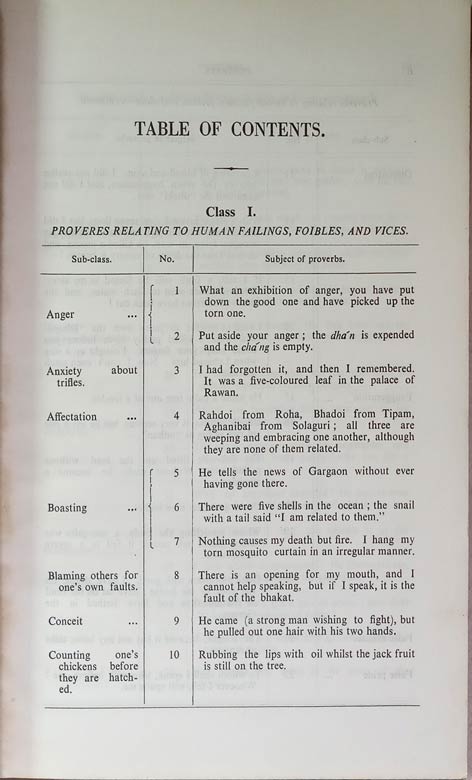 TABLE OF CONTENTS.
Class I.
PROVERES RELATING TO HUMAN FAILINGS, FOIBLES, AND VICES.
Sub-class. No. Subject of proverbs.
1 What an exhibition of anger, you have put
down the good one and have picked up the
Anger ... torn one.
2 Put aside your anger ; the dha'n is expended
and the cha'ng is empty.
Anxiety about 3 I had forgotten it, and then I remembered.
trifles. It was a five-coloured leaf in the palace of
Rawan.
Affectation ... 4 Rahdoi from Roha, Bhadoi from Tipam,
Aghanibai from Solaguri ; all three are
weeping and embracing one another, although
they are none of them related.
5 He tells the news of Gargaon without ever
having gone there.
Boasting ... 6 There were five shells in the ocean ; the snail
with a tail said "I am related to them."
7 Nothing causes my death but fire. I hang my
torn mosquito curtain in an irregular manner.
Blaming others for 8 There is an opening for my mouth, and I
one's own faults. cannot help speaking, but if I speak, it is the
fault of the bhakat.
Conceit ... 9 He came (a strong man wishing to fight), but
he pulled out one hair with his two hands.
Counting one's 10 Rubbing the lips with oil whilst the jack fruit
chickens before is still on the tree.
they are hatch-
ed.